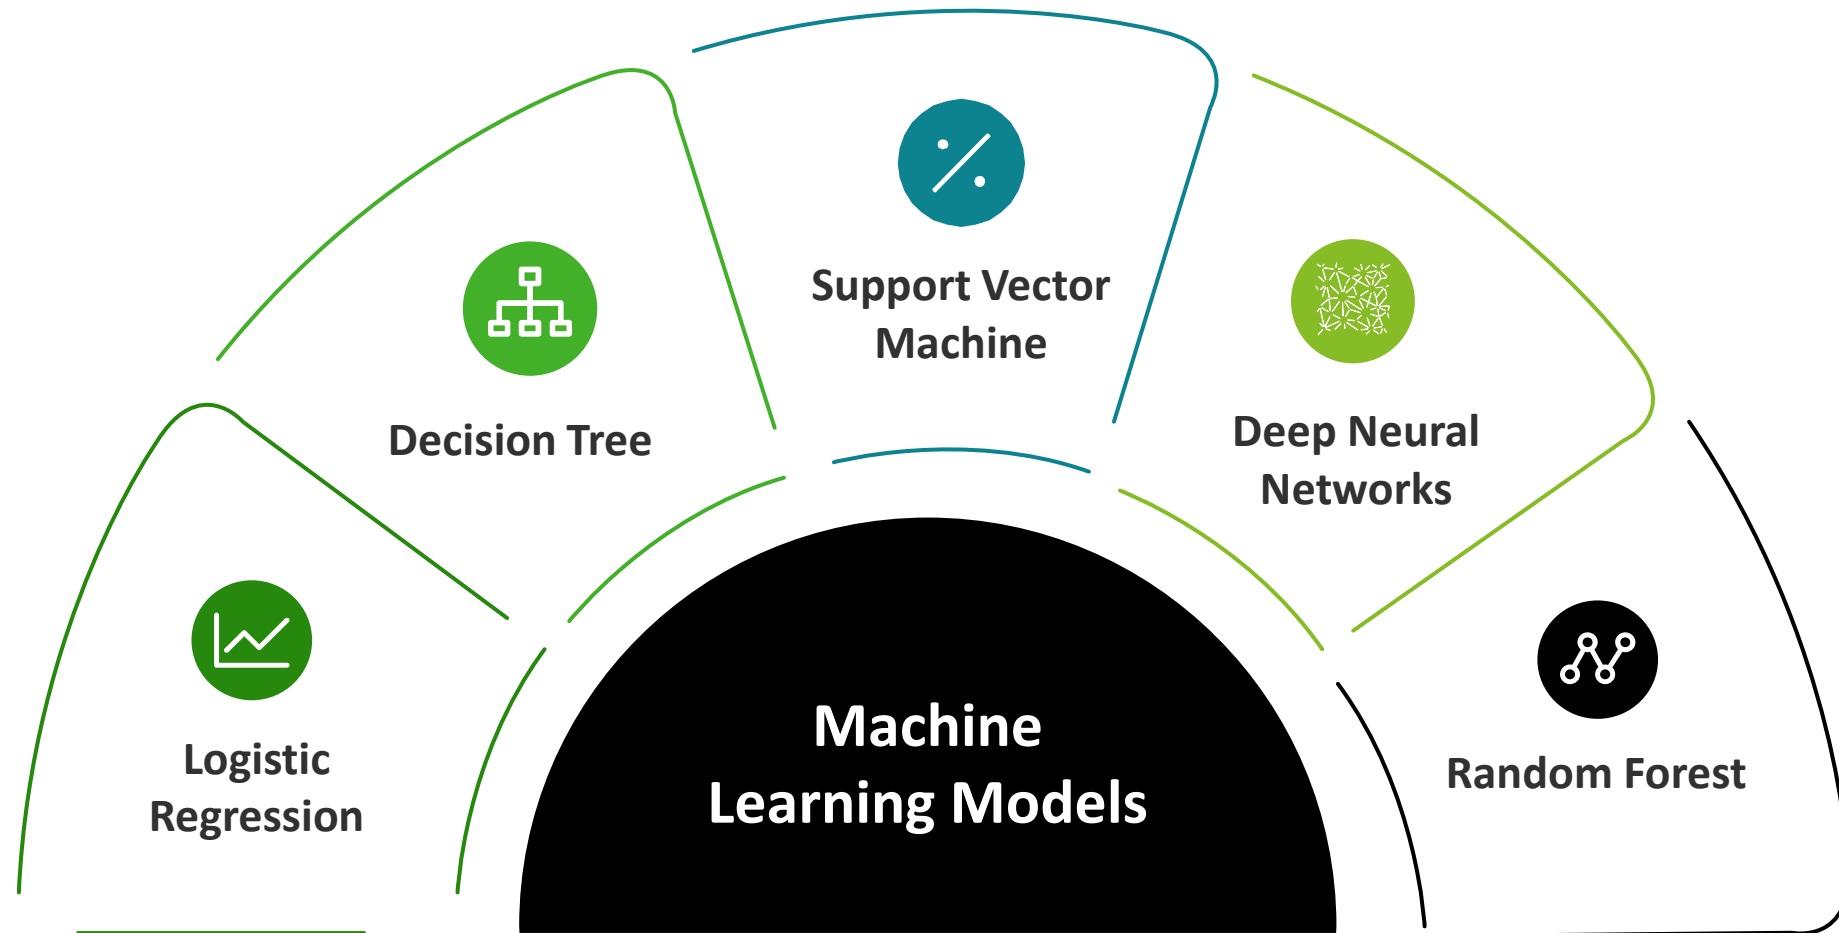 Support Vector
Machine
Decision Tree
Deep Neural
Networks
Logistic
Regression
Machine
Learning Models
Random Forest